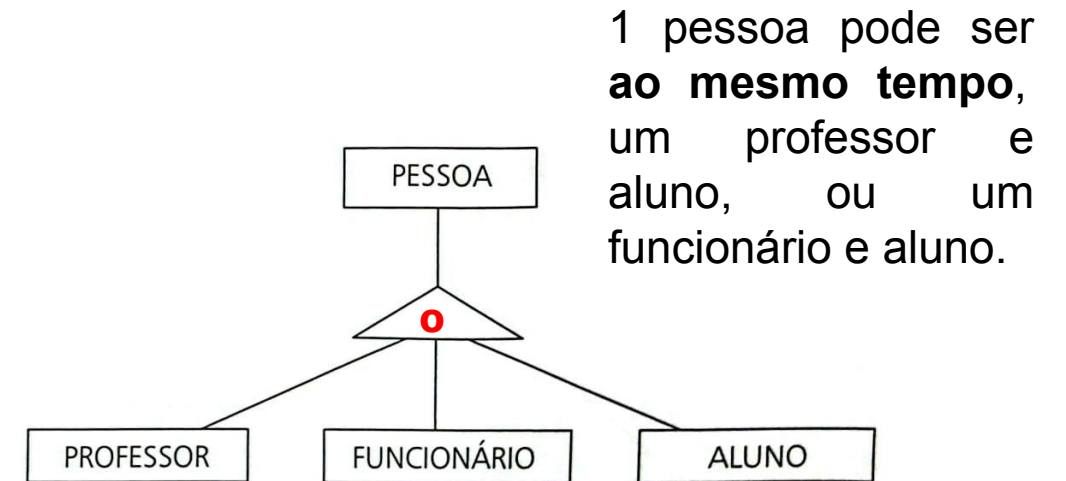 1 pessoa pode ser
ao mesmo tempo,
um professor e
aluno, ou um
funcionário e aluno.
PESSOA
o
PROFESSOR
FUNCIONÁRIO
ALUNO